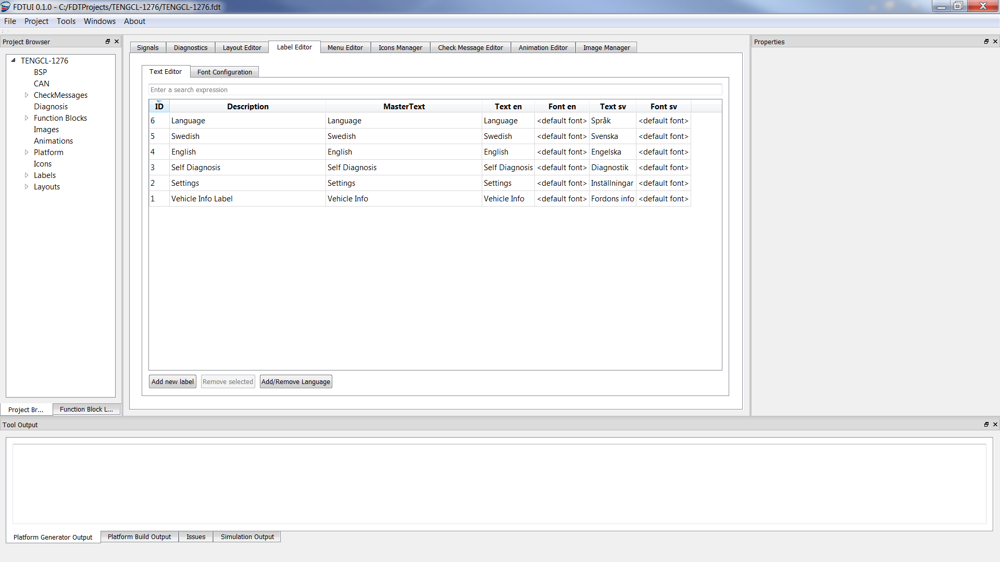 FDTUI 0.1.0 - C:/FDTProjects/TENGCL-1276/TENGCL-1276.fdt
File Project Tools Windows About
Project Browser
TENGCL-1276
BSP
CAN
CheckMessages
Diagnosis
Function Blocks
Images
Animations
Platform
Icons
Labels
Layouts
Project Br... Function Block L...
Signals Diagnostics Layout Editor Label Editor Menu Editor Icons Manager Check Message Editor Animation Editor Image Manager
Text Editor Font Configuration
Enter a search expression
ID Description MasterText Text en Font en Text sv Font sv
6 Language Language Language <default font> Språk <default font>
5 Swedish Swedish Swedish <default font> Svenska <default font>
4 English English English <default font> Engelska <default font>
3 Self Diagnosis Self Diagnosis Self Diagnosis <default font> Diagnostik <default font>
2 Settings Settings Settings <default font> Inställningar <default font>
1 Vehicle Info Label Vehicle Info Vehicle Info <default font> Fordons info <default font>
Add new label Remove selected Add/Remove Language
Properties
Tool Output
Platform Generator Output Platform Build Output Issues Simulation Output